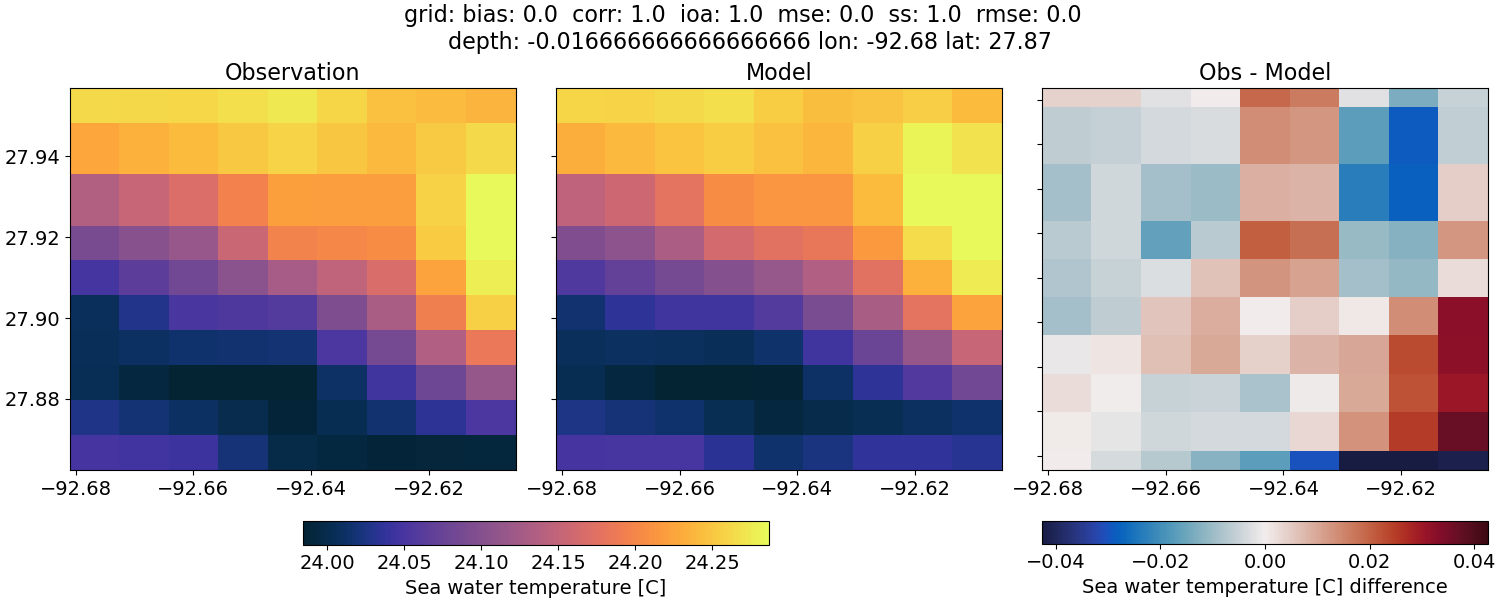 grid: bias: 0.0  corr: 1.0  ioa: 1.0  mse: 0.0  ss: 1.0  rmse: 0.0
depth: -0.016666666666666666 lon: -92.68 lat: 27.87
Observation
Model
Obs - Model
27.94
27.92
27.90
27.88
−92.68 −92.66 −92.64 −92.62
−92.68 −92.66 −92.64 −92.62
−92.68 −92.66 −92.64 −92.62
24.00 24.05 24.10 24.15 24.20 24.25
Sea water temperature [C]
−0.04 −0.02 0.00 0.02 0.04
Sea water temperature [C] difference